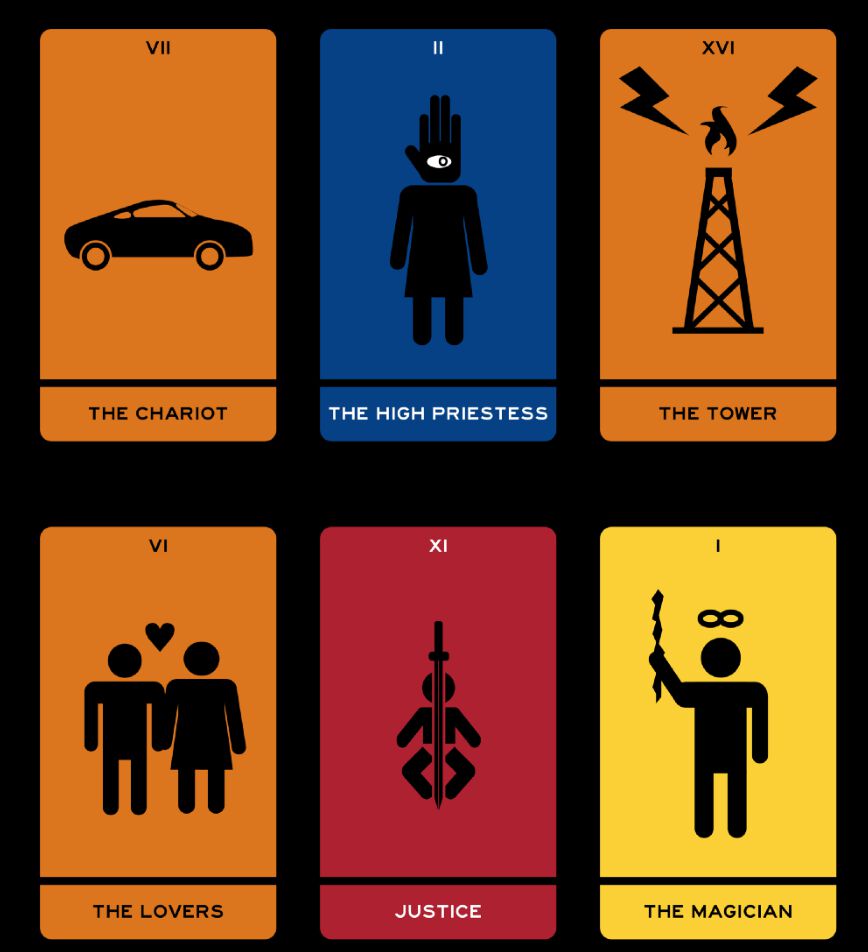 VII
II
XVI
THE CHARIOT
THE HIGH PRIESTESS
THE TOWER
VI
XI
I
THE LOVERS
JUSTICE
THE MAGICIAN